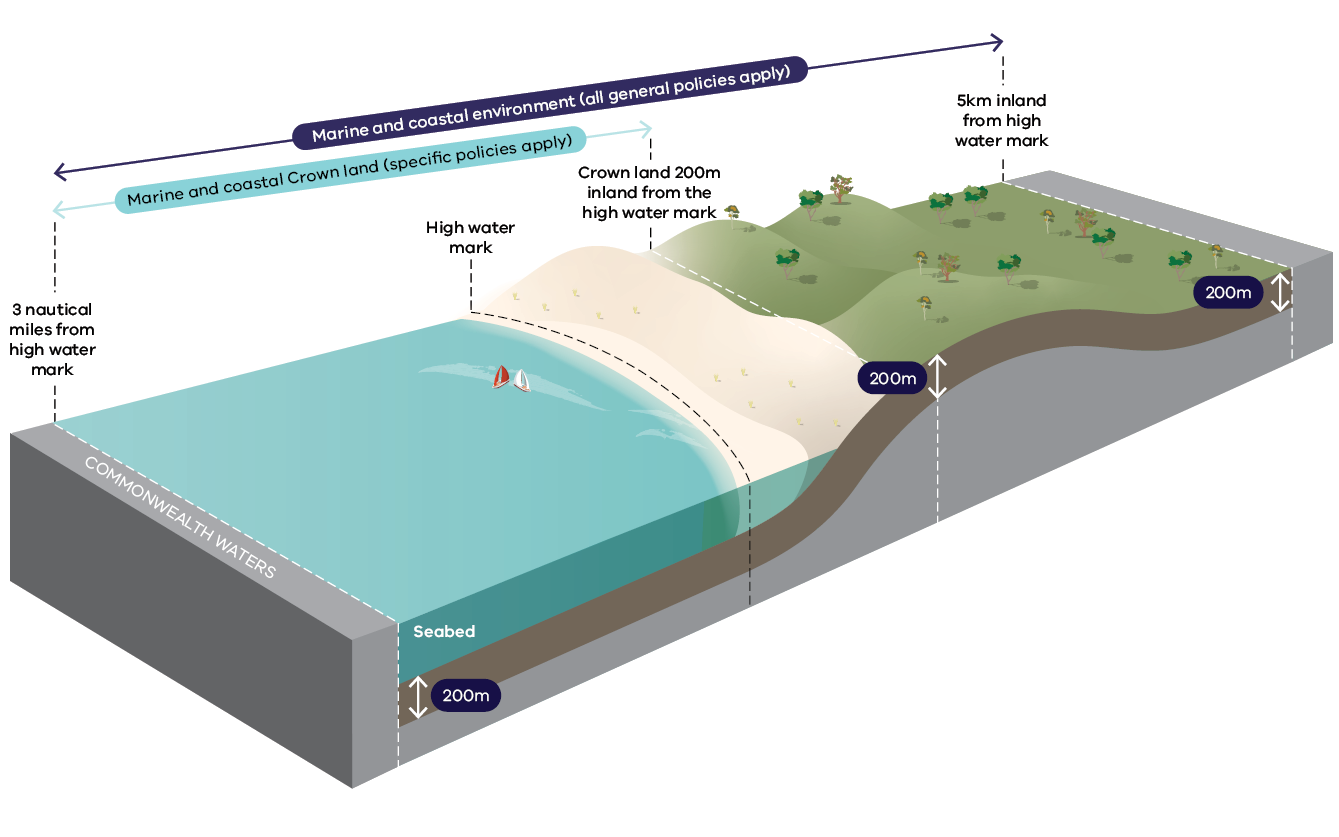 Marine and coastal environment (all general policies apply)
Marine and coastal Crown land (specific policies apply)
5km inland
from high
water mark
Crown land 200m
inland from the
high water mark
High water
mark
3 nautical
miles from
high water
mark
200m
200m
COMMONWEALTH WATERS
Seabed
200m